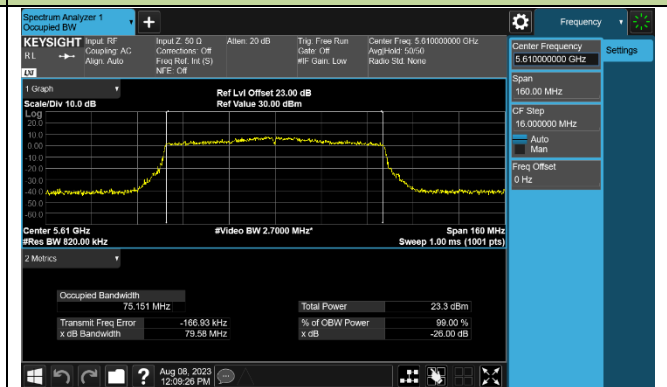 Spectrum Analyzer 1
Occupied BW
Frequency
KEYSIGHT
Input: RF
Coupling: AC
Align: Auto
Input Z: 50 Ω
Corrections: Off
Freq Ref: Int (S)
NFE: Off
Atten: 20 dB
Trig: Free Run
Gate: Off
#IF Gain: Low
Center Freq: 5.610000000 GHz
Avg|Hold: 50/50
Radio Std: None
RL
LXI
Center Frequency
5.610000000 GHz
Settings
Span
160.00 MHz
CF Step
16.000000 MHz
Auto
Man
Freq Offset
0 Hz
1 Graph
Scale/Div 10.0 dB
Ref Lvl Offset 23.00 dB
Ref Value 30.00 dBm
Log
20.0
10.0
0.00
-10.0
-20.0
-30.0
-40.0
-50.0
-60.0
Center 5.61 GHz
#Video BW 2.7000 MHz*
Span 160 MHz
#Res BW 820.00 kHz
Sweep 1.00 ms (1001 pts)
2 Metrics
Occupied Bandwidth
75.151 MHz
Total Power 23.3 dBm
Transmit Freq Error -166.93 kHz
% of OBW Power 99.00 %
x dB Bandwidth 79.58 MHz
x dB -26.00 dB
Aug 08, 2023
12:09:26 PM